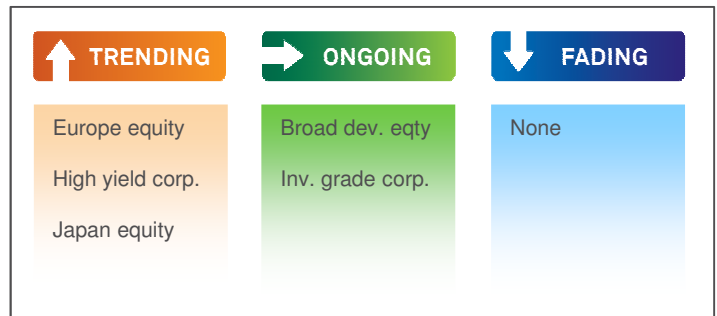 TRENDING
Europe equity
High yield corp.
Japan equity
ONGOING
Broad dev. eqty
Inv. grade corp.
FADING
None